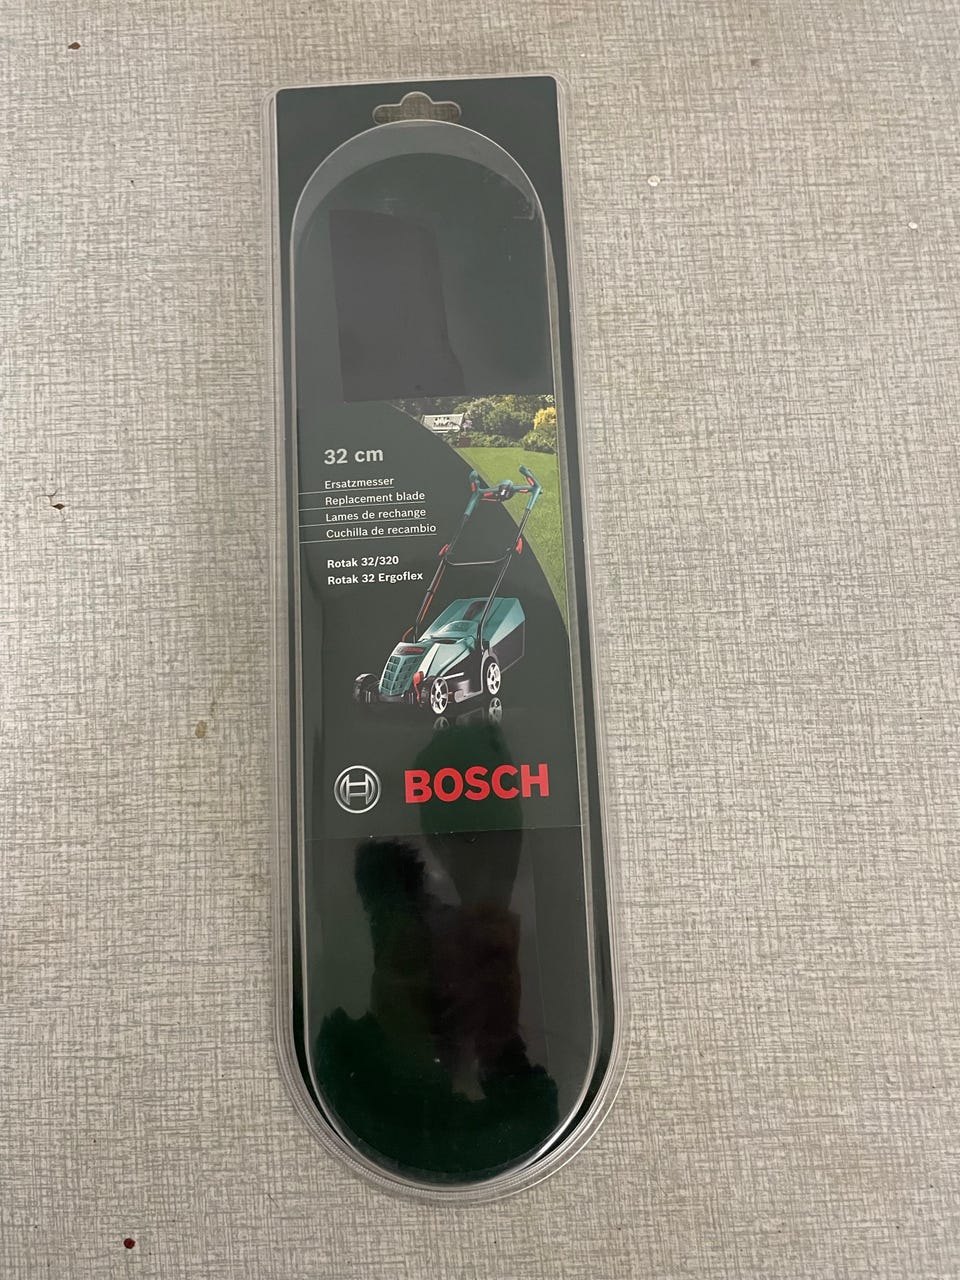 32 cm
Ersatzmesser
Replacement blade
Lames de rechange
Cuchilla de recambio
Rotak 32/320
Rotak 32 Ergoflex
BOSCH